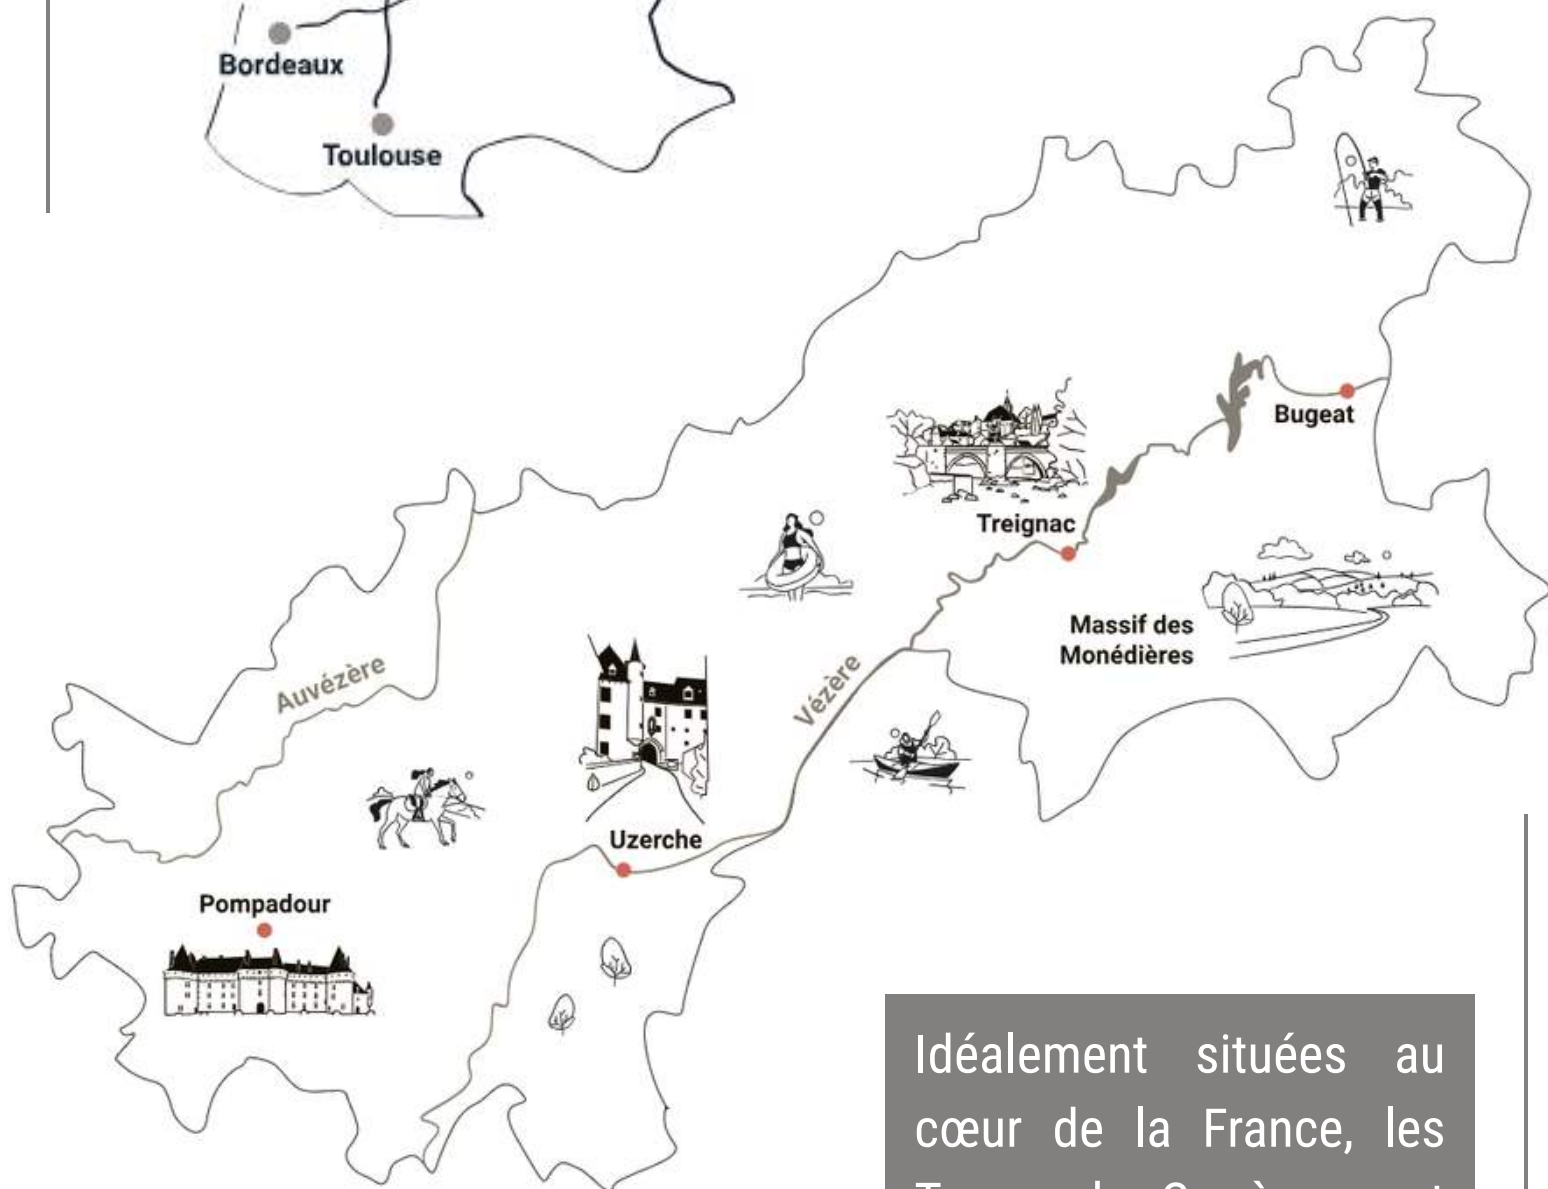 Bordeaux
Toulouse
Bugeat
Treignac
Massif des
Monédières
Auvézère
Vézère
Uzerche
Pompadour
Idéalement situées au
cœur de la France, les